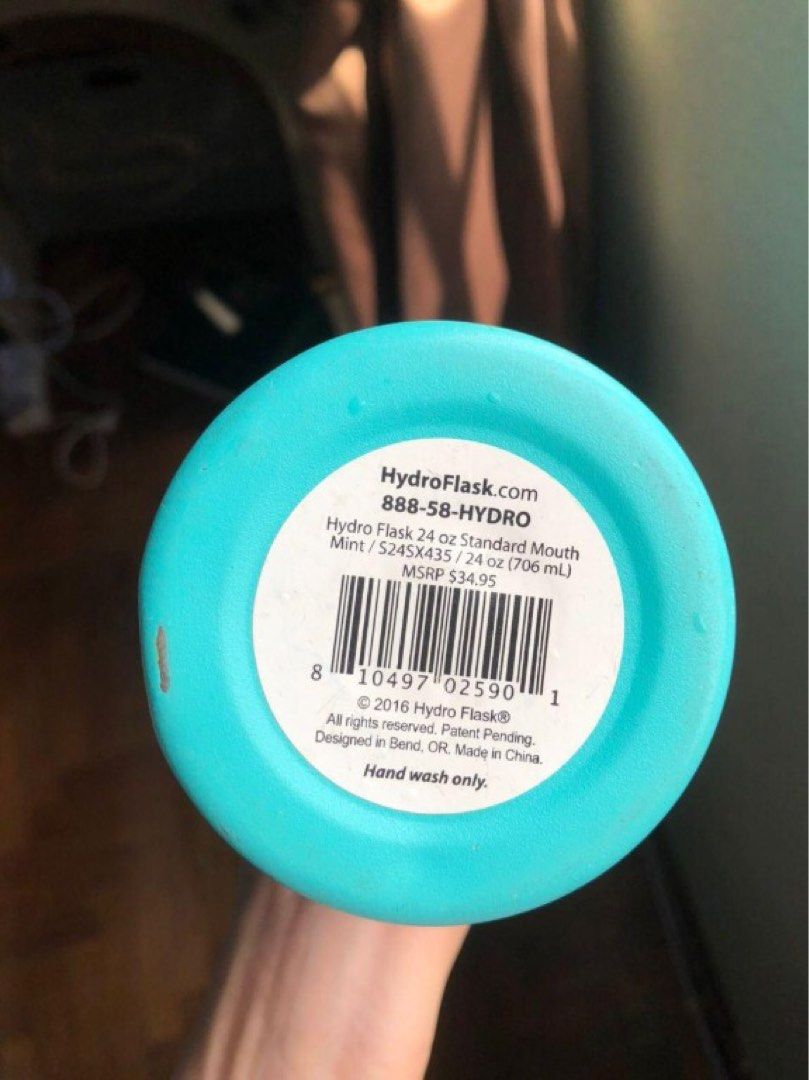 HydroFlask.com
888-58-HYDRO
Hydro Flask 24 oz Standard Mouth
Mint / S24SX435 / 24 oz (706 mL)
MSRP $34.95
8 10497 02590 1
© 2016 Hydro Flask®
All rights reserved. Patent Pending.
Designed in Bend, OR. Made in China.
Hand wash only.